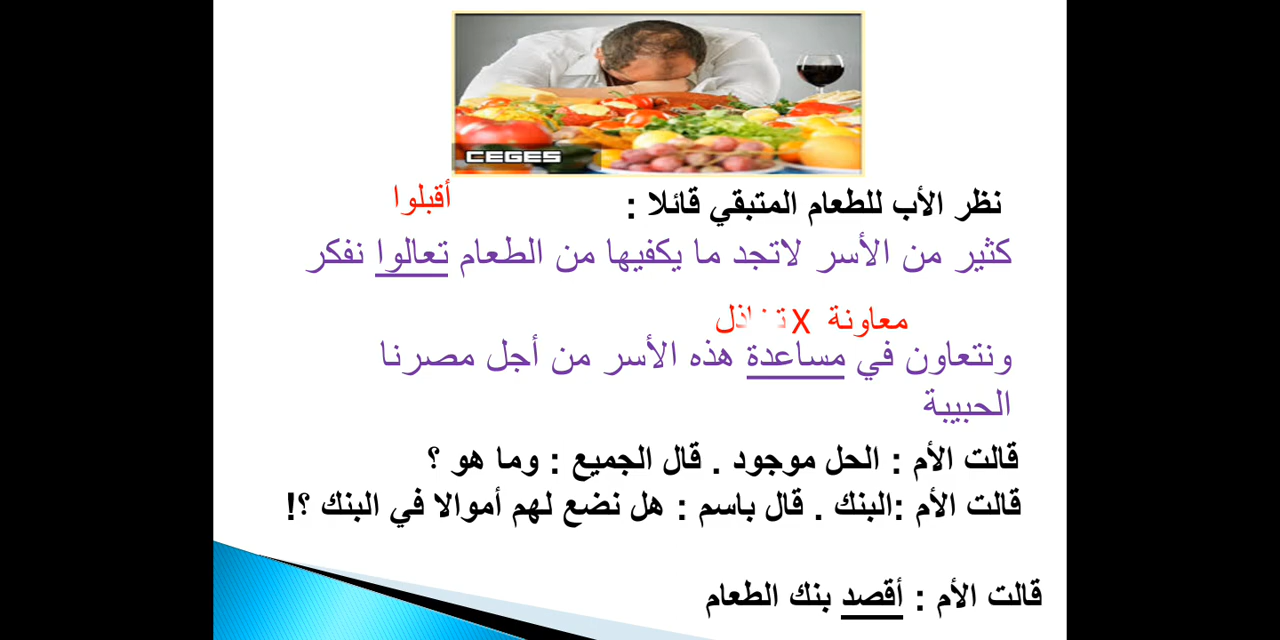 CEGES
أقبلوا
نظر الأب للطعام المتبقي قائلا :
كثير من الأسر لاتجد ما يكفيها من الطعام تعالوا نفكر
معاونة X
ونتعاون في مساعدة هذه الأسر من أجل مصرنا
الحبيبة
قالت الأم : الحل موجود . قال الجميع : وما هو ؟
قالت الأم :البنك . قال باسم : هل نضع لهم أموالا في البنك ؟!
قالت الأم : أقصد بنك الطعام